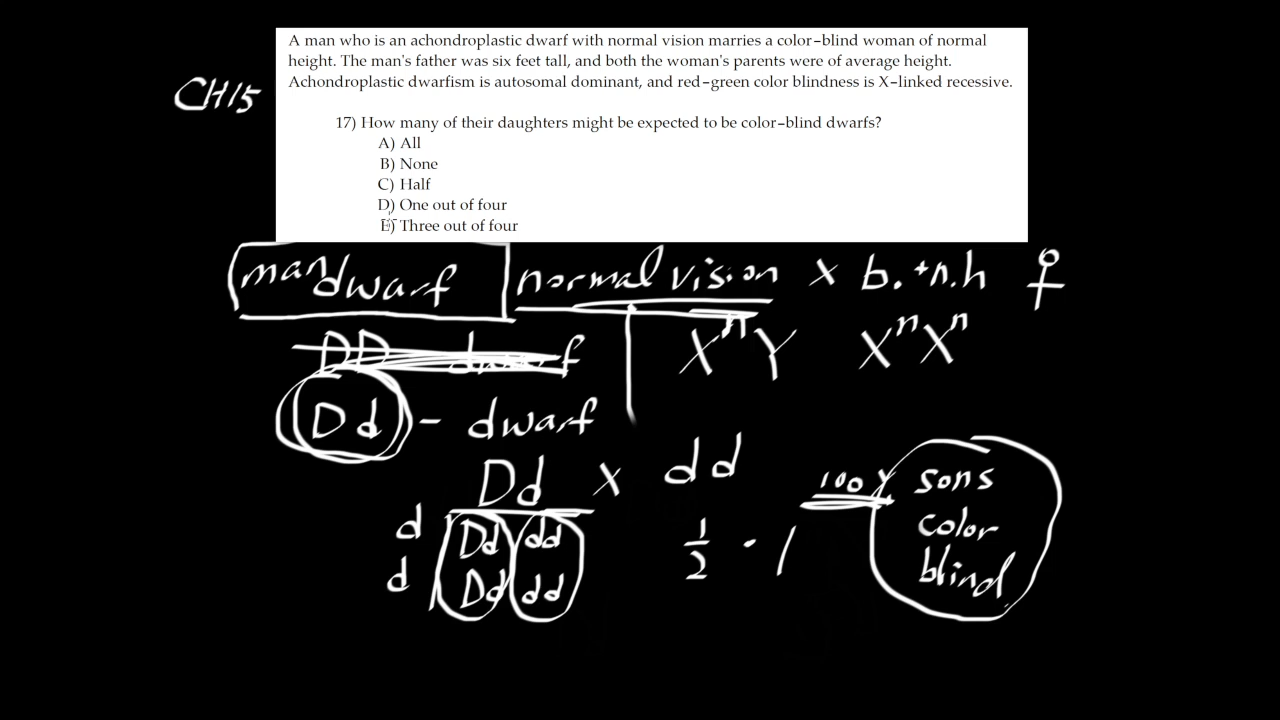 A man who is an achondroplastic dwarf with normal vision marries a color-blind woman of normal
height. The man's father was six feet tall, and both the woman's parents were of average height.
Achondroplastic dwarfism is autosomal dominant, and red-green color blindness is X-linked recessive.
CH15
17) How many of their daughters might be expected to be color-blind dwarfs?
A) All
B) None
C) Half
D) One out of four
E) Three out of four
man dwarf normal vision × b. + n.h ♀
DD dwarf XⁿY XⁿXⁿ
Dd - dwarf
Dd × dd
d Dd dd
d Dd dd
1/2 · 1
100% sons
color
blind